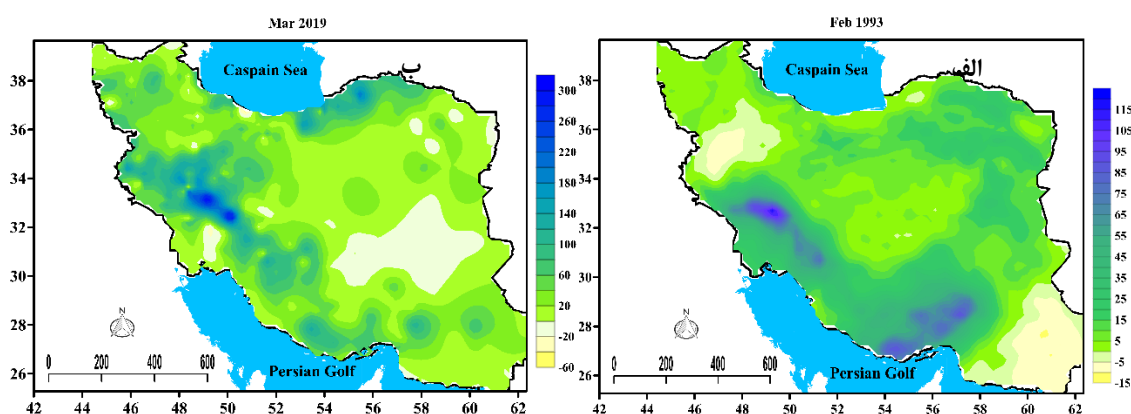 Mar 2019
Feb 1993
ب
الف
Caspain Sea
Caspain Sea
38
36
34
32
30
28
26
38
36
34
32
30
28
26
300
260
220
180
140
100
60
20
-20
-60
115
105
95
85
75
65
55
45
35
25
15
5
-5
-15
N
N
0 200 400 600
0 200 400 600
Persian Golf
Persian Golf
42 44 46 48 50 52 54 56 58 60 62
42 44 46 48 50 52 54 56 58 60 62